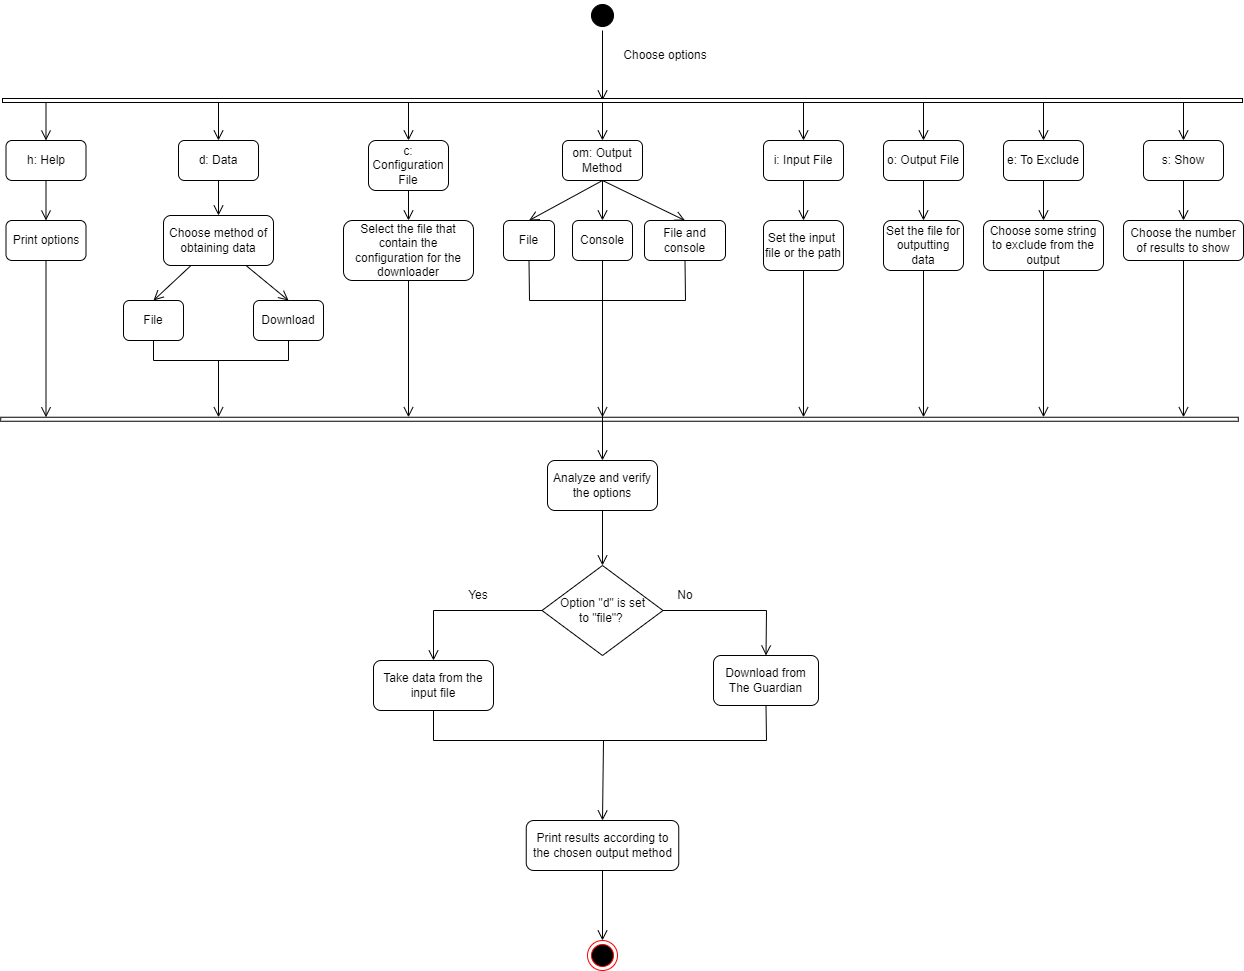 Choose options
h: Help
d: Data
c:
Configuration
File
om: Output
Method
i: Input File
o: Output File
e: To Exclude
s: Show
Print options
Choose method of
obtaining data
Select the file that
contain the
configuration for the
downloader
File
Console
File and
console
Set the input
file or the path
Set the file for
outputting
data
Choose some string
to exclude from the
output
Choose the number
of results to show
File
Download
Analyze and verify
the options
Option "d" is set
to "file"?
Yes
No
Take data from the
input file
Download from
The Guardian
Print results according to
the chosen output method